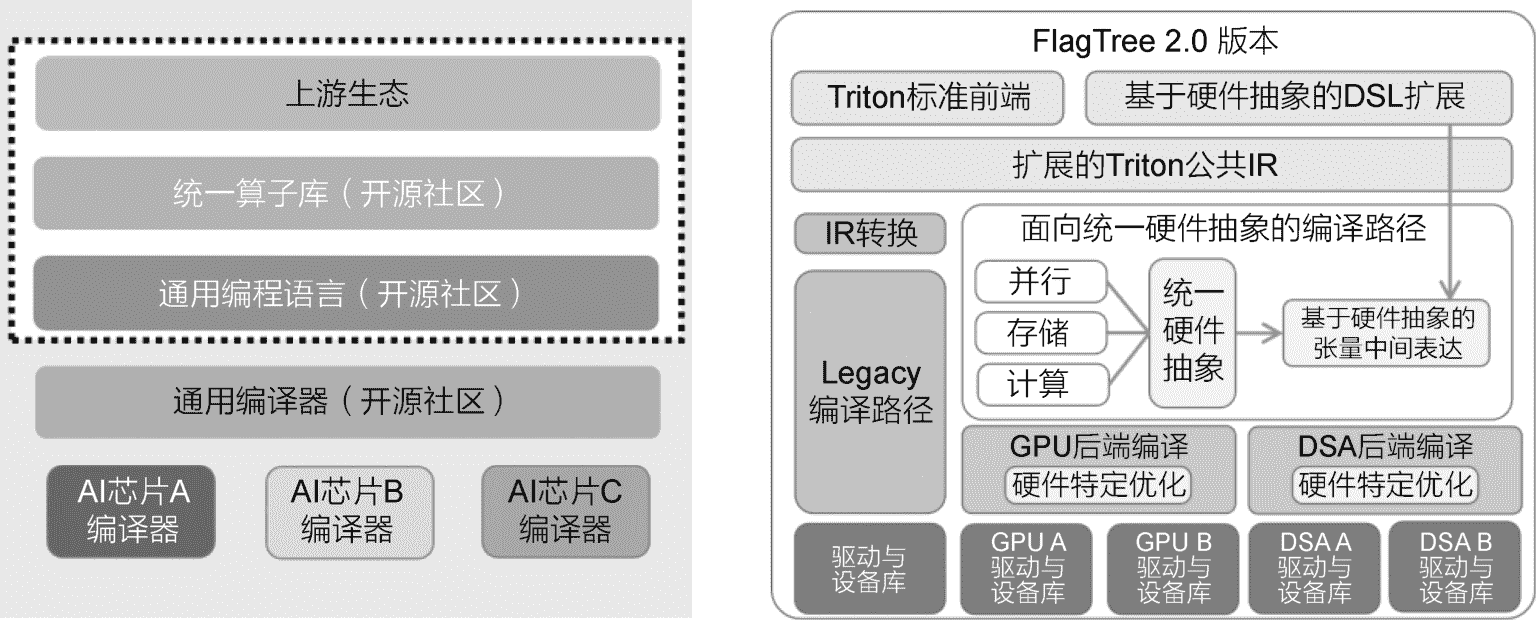 上游生态
统一算子库（开源社区）
通用编程语言（开源社区）
通用编译器（开源社区）
AI芯片A
编译器
AI芯片B
编译器
AI芯片C
编译器
FlagTree 2.0 版本
Triton标准前端
基于硬件抽象的DSL扩展
扩展的Triton公共IR
IR转换
Legacy
编译路径
面向统一硬件抽象的编译路径
并行
存储
计算
统一
硬件
抽象
基于硬件抽象的
张量中间表达
GPU后端编译
硬件特定优化
DSA后端编译
硬件特定优化
驱动与
设备库
GPU A
驱动与
设备库
GPU B
驱动与
设备库
DSA A
驱动与
设备库
DSA B
驱动与
设备库